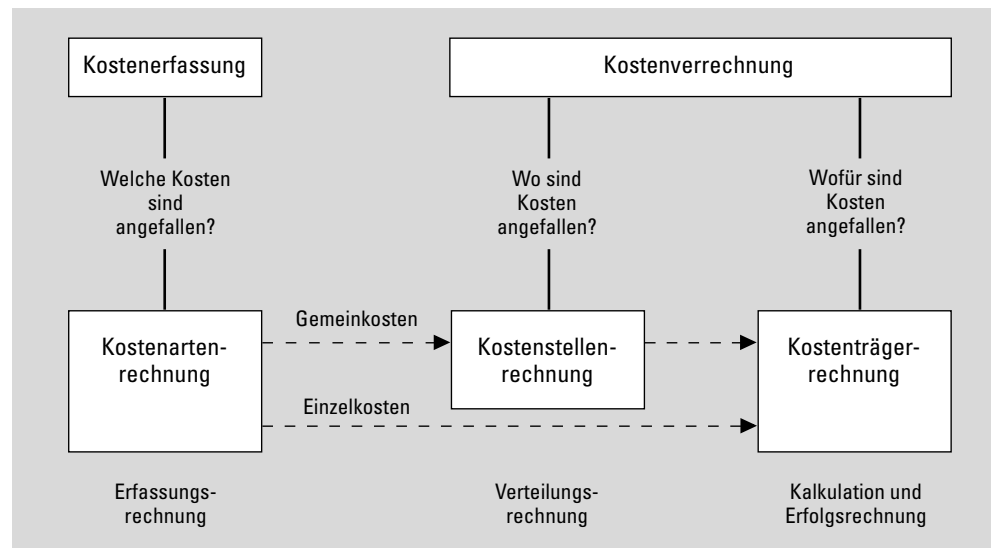 Kostenerfassung
Kostenverrechnung
Welche Kosten
sind
angefallen?
Wo sind
Kosten
angefallen?
Wofür sind
Kosten
angefallen?
Kostenarten-
rechnung
Gemeinkosten
Kostenstellen-
rechnung
Kostenträger-
rechnung
Einzelkosten
Erfassungs-
rechnung
Verteilungs-
rechnung
Kalkulation und
Erfolgsrechnung